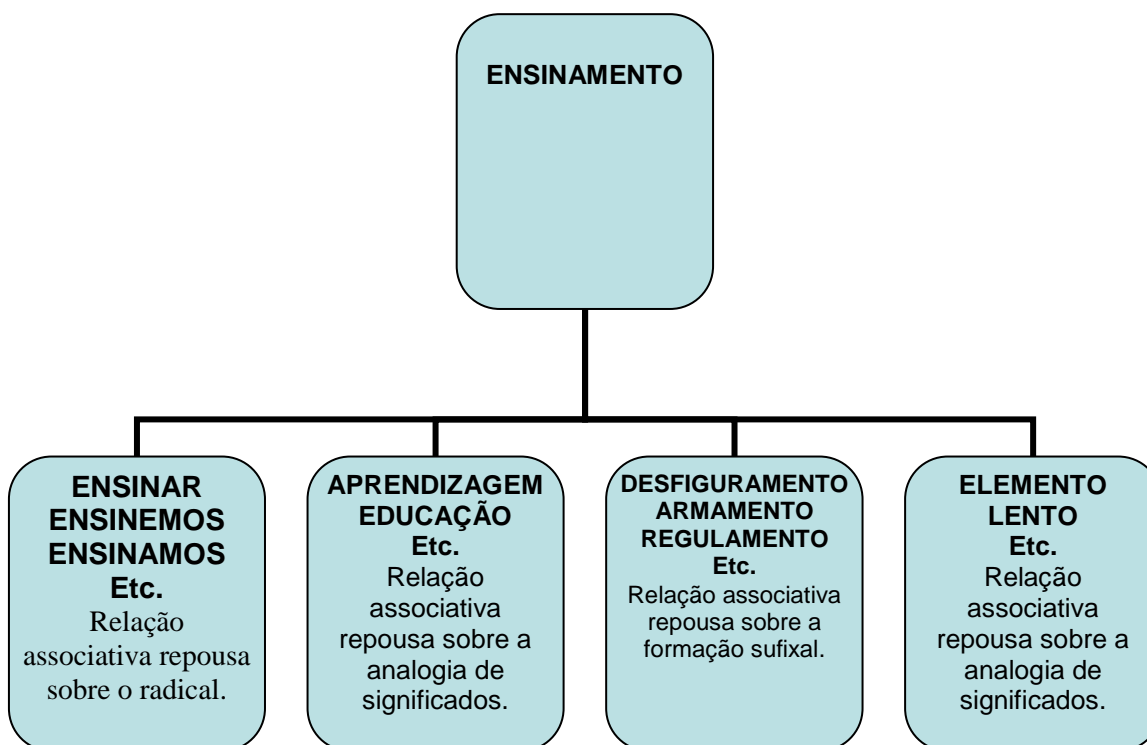 ENSINAMENTO
ENSINAR
ENSINEMOS
ENSINAMOS
Etc.
Relação
associativa repousa
sobre o radical.
APRENDIZAGEM
EDUCAÇÃO
Etc.
Relação
associativa
repousa sobre a
analogia de
significados.
DESFIGURAMENTO
ARMAMENTO
REGULAMENTO
Etc.
Relação associativa
repousa sobre a
formação sufixal.
ELEMENTO
LENTO
Etc.
Relação
associativa
repousa sobre a
analogia de
significados.